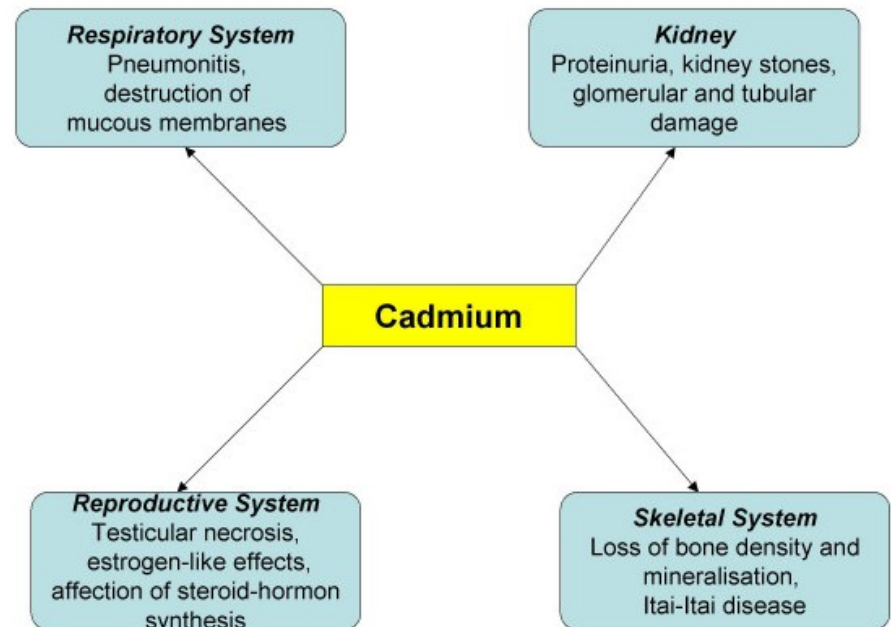 Respiratory System
Pneumonitis,
destruction of
mucous membranes
Kidney
Proteinuria, kidney stones,
glomerular and tubular
damage
Cadmium
Reproductive System
Testicular necrosis,
estrogen-like effects,
affection of steroid-hormon
synthesis
Skeletal System
Loss of bone density and
mineralisation,
Itai-Itai disease